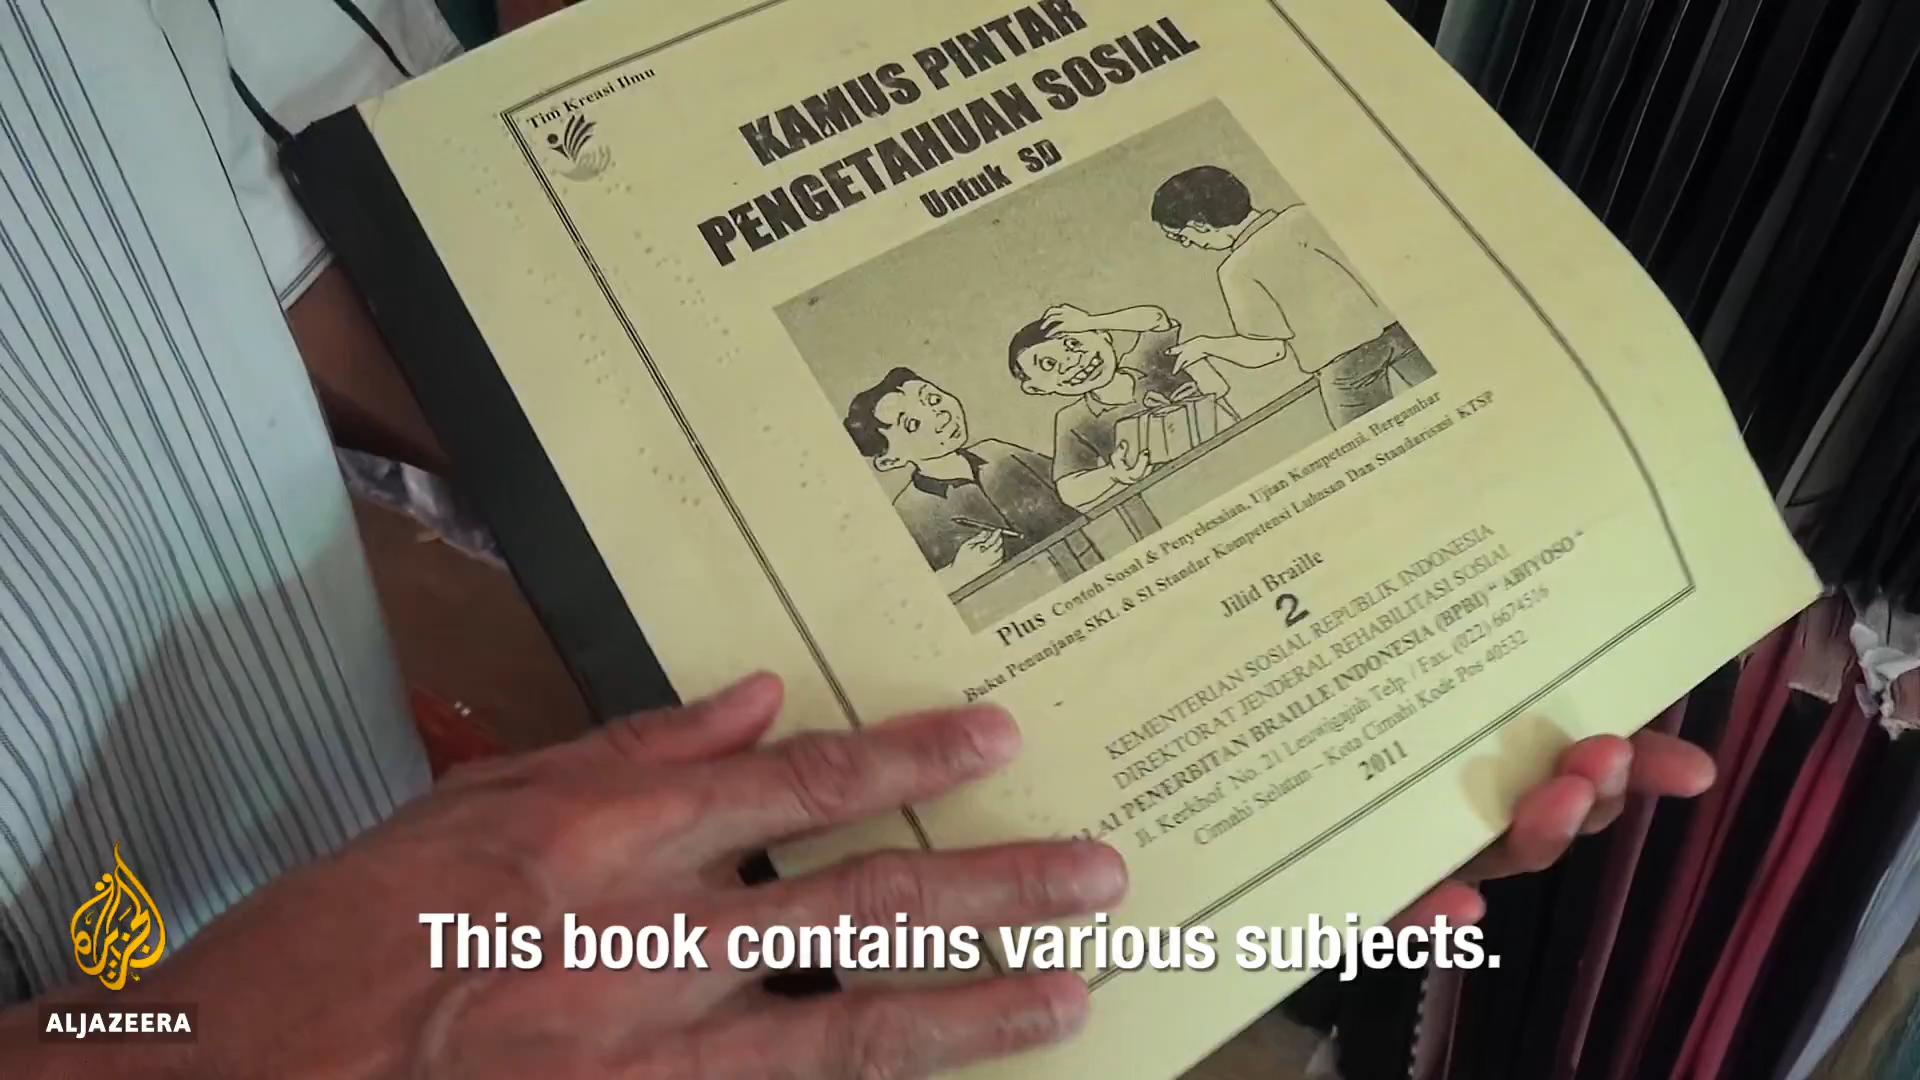 Tim Kreasi Ilmu
KAMUS PINTAR
PENGETAHUAN SOSIAL
Untuk SD
Plus Contoh Sosal & Penyelesaian, Ujian Kompetensi, Bergambar
Buku Penunjang SKL & SI Standar Kompetensi Lulusan Dan Standarisasi KTSP
Jilid Braille
2
KEMENTERIAN SOSIAL REPUBLIK INDONESIA
DIREKTORAT JENDERAL REHABILITASI SOSIAL
ALAI PENERBITAN BRAILLE INDONESIA (BPBI) “ ABIYOSO “
Jl. Kerkhof No. 21 Leuwigajah Telp. / Fax. (022) 6674516
Cimahi Selatan – Kota Cimahi Kode Pos 40532
2011
This book contains various subjects.
ALJAZEERA